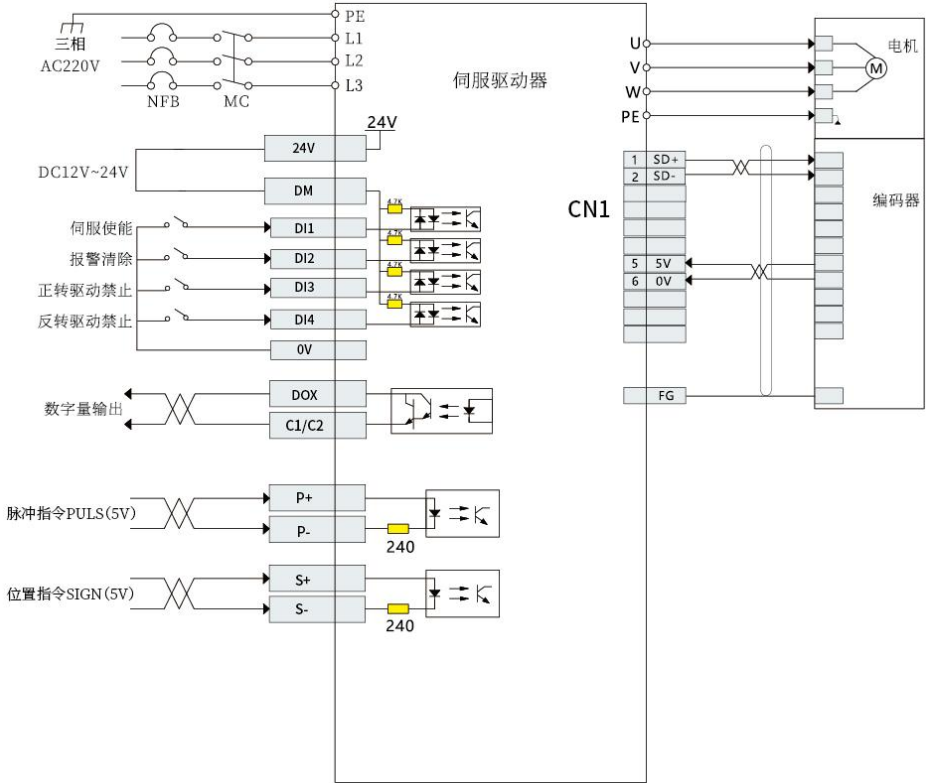 PE
三相
AC220V
L1
L2
L3
NFB
MC
伺服驱动器
U
V
W
PE
电机
M
24V
24V
DC12V~24V
DM
4.7K
伺服使能
DI1
4.7K
报警清除
DI2
4.7K
正转驱动禁止
DI3
4.7K
反转驱动禁止
DI4
0V
CN1
1 SD+
2 SD-
5 5V
6 0V
FG
编码器
数字量输出
DOX
C1/C2
脉冲指令PULS(5V)
P+
P-
240
位置指令SIGN(5V)
S+
S-
240